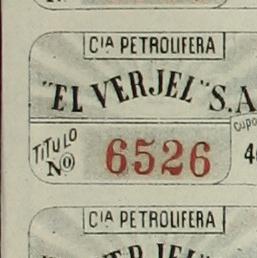 CIA PETROLIFERA
"EL VERJEL" S.A
TITULO
No 6526
CUPO
4
CIA PETROLIFERA